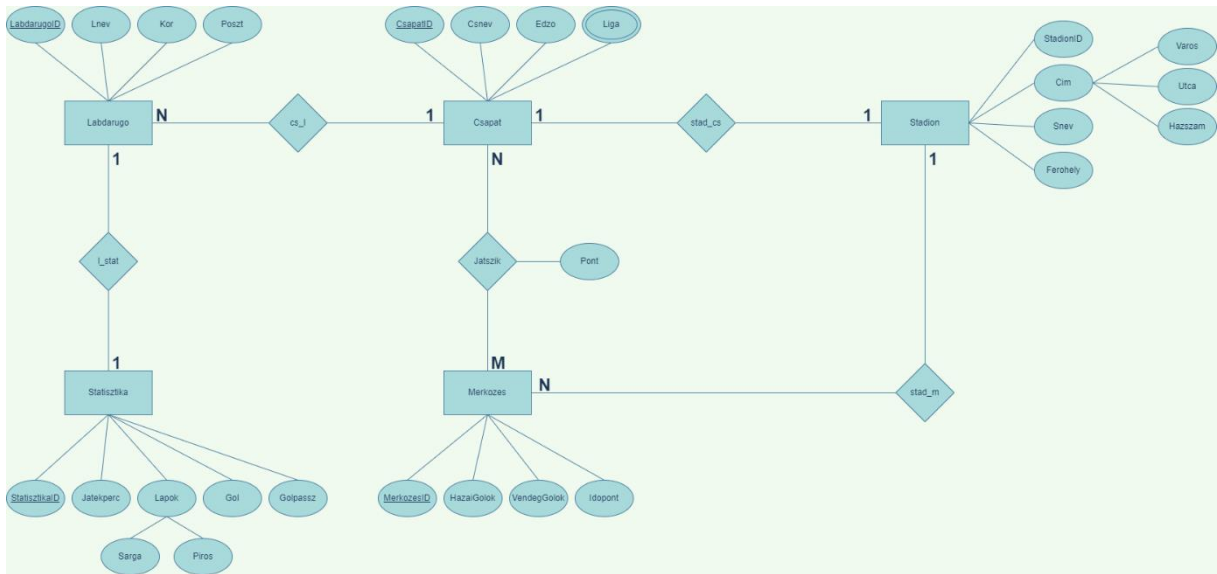 LabdarugoID
Lnev
Kor
Poszt
CsapatID
Csnev
Edzo
Liga
StadionID
Varos
Cim
Utca
Snev
Hazszam
Ferohely
Labdarugo
N
cs_l
1
Csapat
1
stad_cs
1
Stadion
1
N
1
l_stat
Jatszik
Pont
1
M
Statisztika
Merkozes
N
stad_m
StatisztikaID
Jatekperc
Lapok
Gol
Golpassz
MerkozesID
HazaiGolok
VendegGolok
Idopont
Sarga
Piros